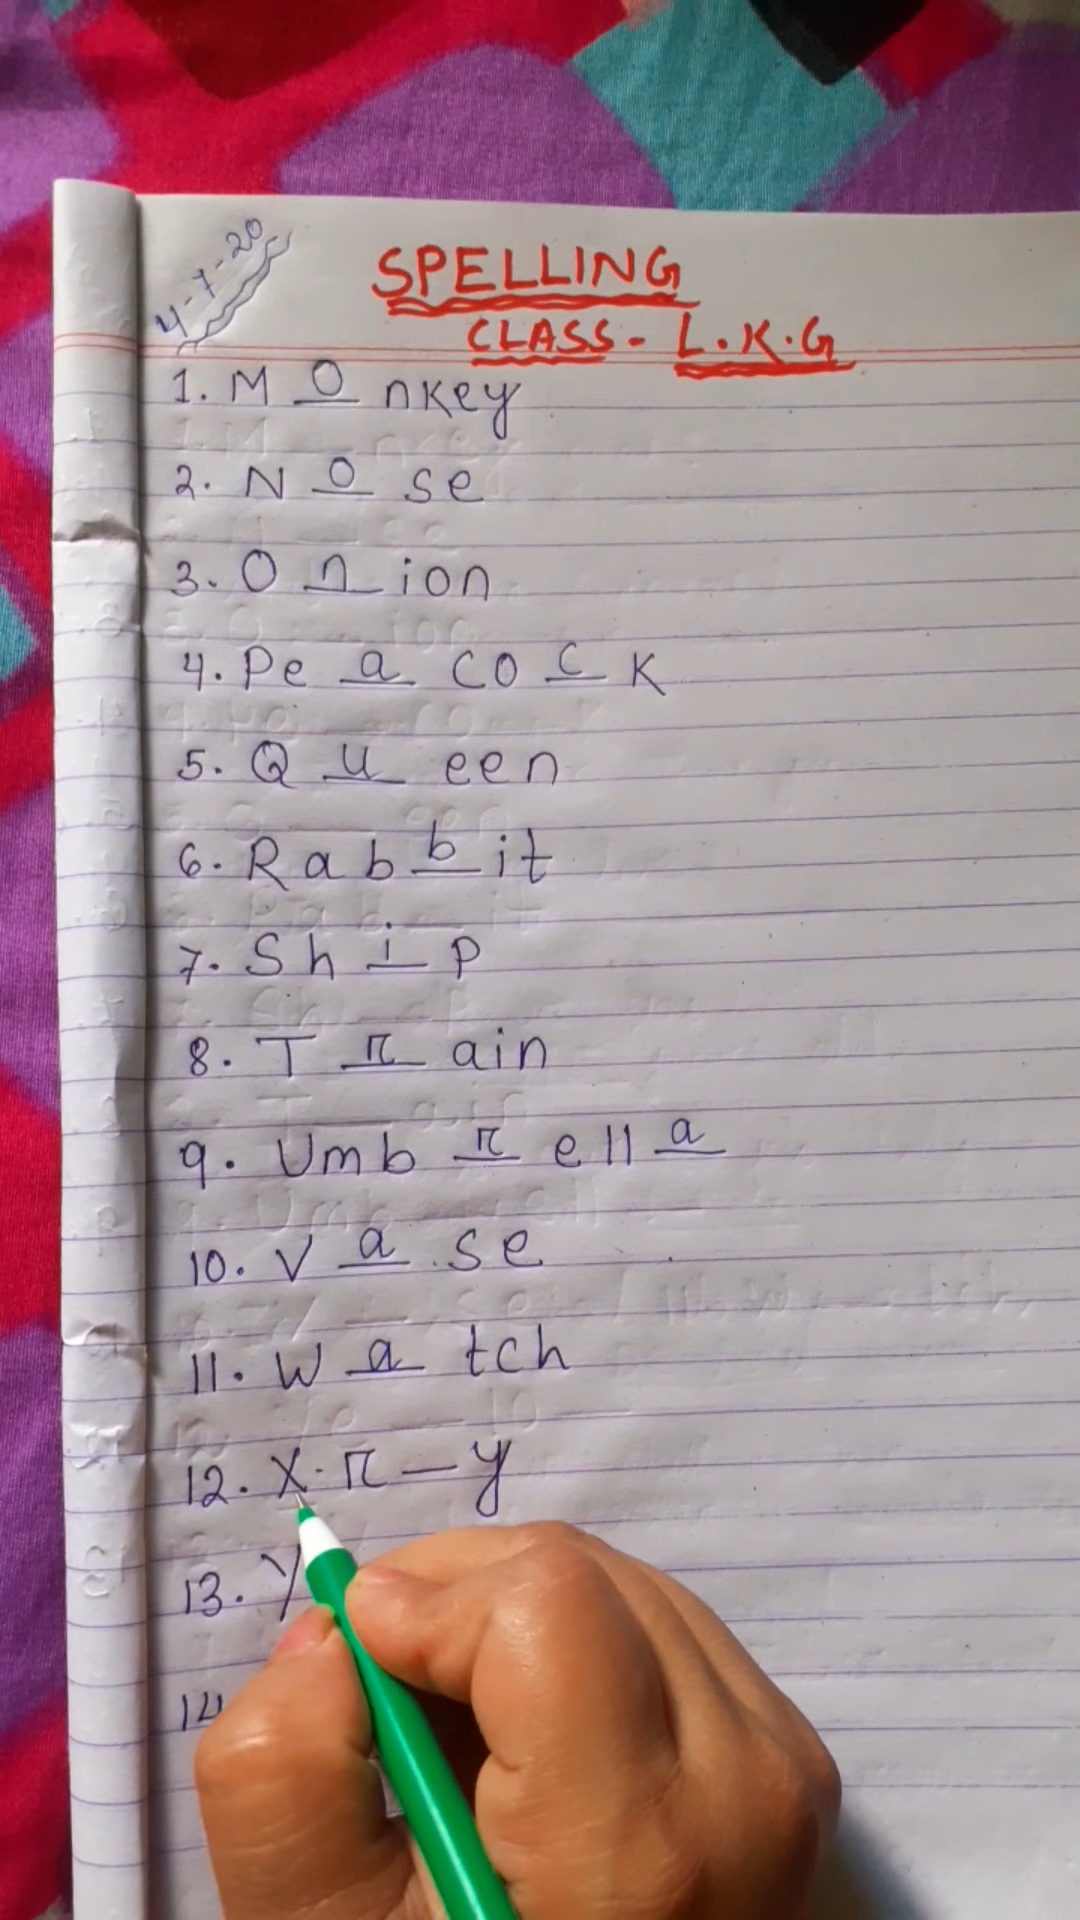 4-7-20
SPELLING
CLASS - L.K.G
1. M o nkey
2. N o se
3. O n ion
4. Pe a co c k
5. Q u een
6. Rab b it
7. Sh i p
8. T r ain
9. Umb r ell a
10. V a se
11. W a tch
12. X.r — y
13. Y
14